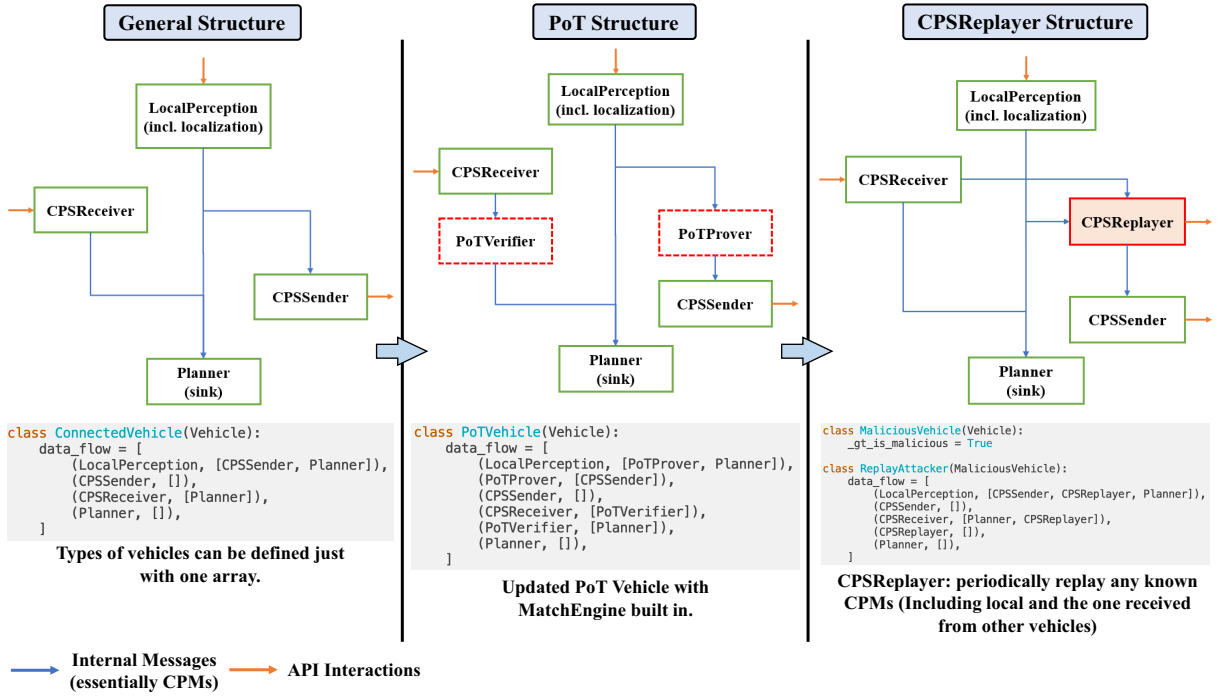 General Structure
LocalPerception
(incl. localization)
CPSReceiver
CPSSender
Planner
(sink)
class ConnectedVehicle(Vehicle):
    data_flow = [
        (LocalPerception, [CPSSender, Planner]),
        (CPSSender, []),
        (CPSReceiver, [Planner]),
        (Planner, []),
    ]
Types of vehicles can be defined just
with one array.
PoT Structure
LocalPerception
(incl. localization)
CPSReceiver
PoTVerifier
PoTProver
CPSSender
Planner
(sink)
class PoTVehicle(Vehicle):
    data_flow = [
        (LocalPerception, [PoTProver, Planner]),
        (PoTProver, [CPSSender]),
        (CPSSender, []),
        (CPSReceiver, [PoTVerifier]),
        (PoTVerifier, [Planner]),
        (Planner, []),
    ]
Updated PoT Vehicle with
MatchEngine built in.
CPSReplayer Structure
LocalPerception
(incl. localization)
CPSReceiver
CPSReplayer
CPSSender
Planner
(sink)
class MaliciousVehicle(Vehicle):
    _gt_is_malicious = True
class ReplayAttacker(MaliciousVehicle):
    data_flow = [
        (LocalPerception, [CPSSender, CPSReplayer, Planner]),
        (CPSSender, []),
        (CPSReceiver, [Planner, CPSReplayer]),
        (CPSReplayer, []),
        (Planner, []),
    ]
CPSReplayer: periodically replay any known
CPMs (Including local and the one received
from other vehicles)
Internal Messages
(essentially CPMs)
API Interactions